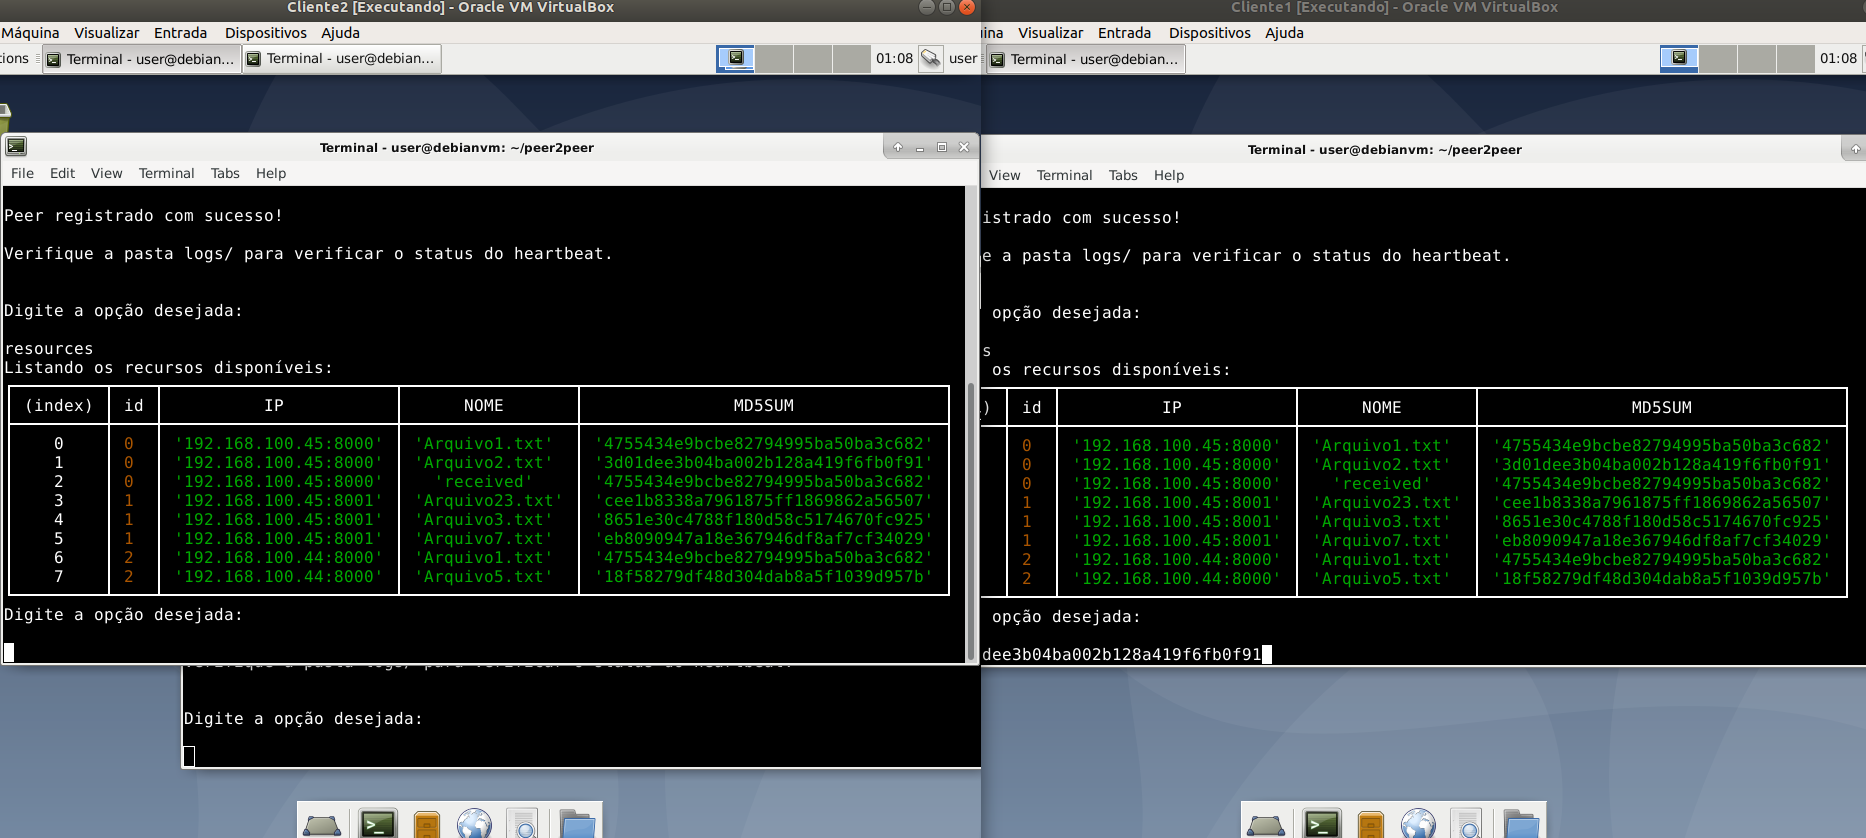 Cliente2 [Executando] - Oracle VM VirtualBox
Máquina Visualizar Entrada Dispositivos Ajuda
ions Terminal - user@debian... Terminal - user@debian... 01:08 user
Terminal - user@debianvm: ~/peer2peer
File Edit View Terminal Tabs Help
Peer registrado com sucesso!
Verifique a pasta logs/ para verificar o status do heartbeat.
Digite a opção desejada:
resources
Listando os recursos disponíveis:
(index) id IP NOME MD5SUM
0 0 '192.168.100.45:8000' 'Arquivo1.txt' '4755434e9bcbe82794995ba50ba3c682'
1 0 '192.168.100.45:8000' 'Arquivo2.txt' '3d01dee3b04ba002b128a419f6fb0f91'
2 0 '192.168.100.45:8000' 'received' '4755434e9bcbe82794995ba50ba3c682'
3 1 '192.168.100.45:8001' 'Arquivo23.txt' 'cee1b8338a7961875ff1869862a56507'
4 1 '192.168.100.45:8001' 'Arquivo3.txt' '8651e30c4788f180d58c5174670fc925'
5 1 '192.168.100.45:8001' 'Arquivo7.txt' 'eb8090947a18e367946df8af7cf34029'
6 2 '192.168.100.44:8000' 'Arquivo1.txt' '4755434e9bcbe82794995ba50ba3c682'
7 2 '192.168.100.44:8000' 'Arquivo5.txt' '18f58279df48d304dab8a5f1039d957b'
Digite a opção desejada:
Verifique a pasta logs/ para verificar o status do heartbeat.
Digite a opção desejada:
Cliente1 [Executando] - Oracle VM VirtualBox
ina Visualizar Entrada Dispositivos Ajuda
Terminal - user@debian... 01:08
Terminal - user@debianvm: ~/peer2peer
View Terminal Tabs Help
istrado com sucesso!
e a pasta logs/ para verificar o status do heartbeat.
opção desejada:
s
os recursos disponíveis:
) id IP NOME MD5SUM
0 '192.168.100.45:8000' 'Arquivo1.txt' '4755434e9bcbe82794995ba50ba3c682'
0 '192.168.100.45:8000' 'Arquivo2.txt' '3d01dee3b04ba002b128a419f6fb0f91'
0 '192.168.100.45:8000' 'received' '4755434e9bcbe82794995ba50ba3c682'
1 '192.168.100.45:8001' 'Arquivo23.txt' 'cee1b8338a7961875ff1869862a56507'
1 '192.168.100.45:8001' 'Arquivo3.txt' '8651e30c4788f180d58c5174670fc925'
1 '192.168.100.45:8001' 'Arquivo7.txt' 'eb8090947a18e367946df8af7cf34029'
2 '192.168.100.44:8000' 'Arquivo1.txt' '4755434e9bcbe82794995ba50ba3c682'
2 '192.168.100.44:8000' 'Arquivo5.txt' '18f58279df48d304dab8a5f1039d957b'
opção desejada:
dee3b04ba002b128a419f6fb0f91